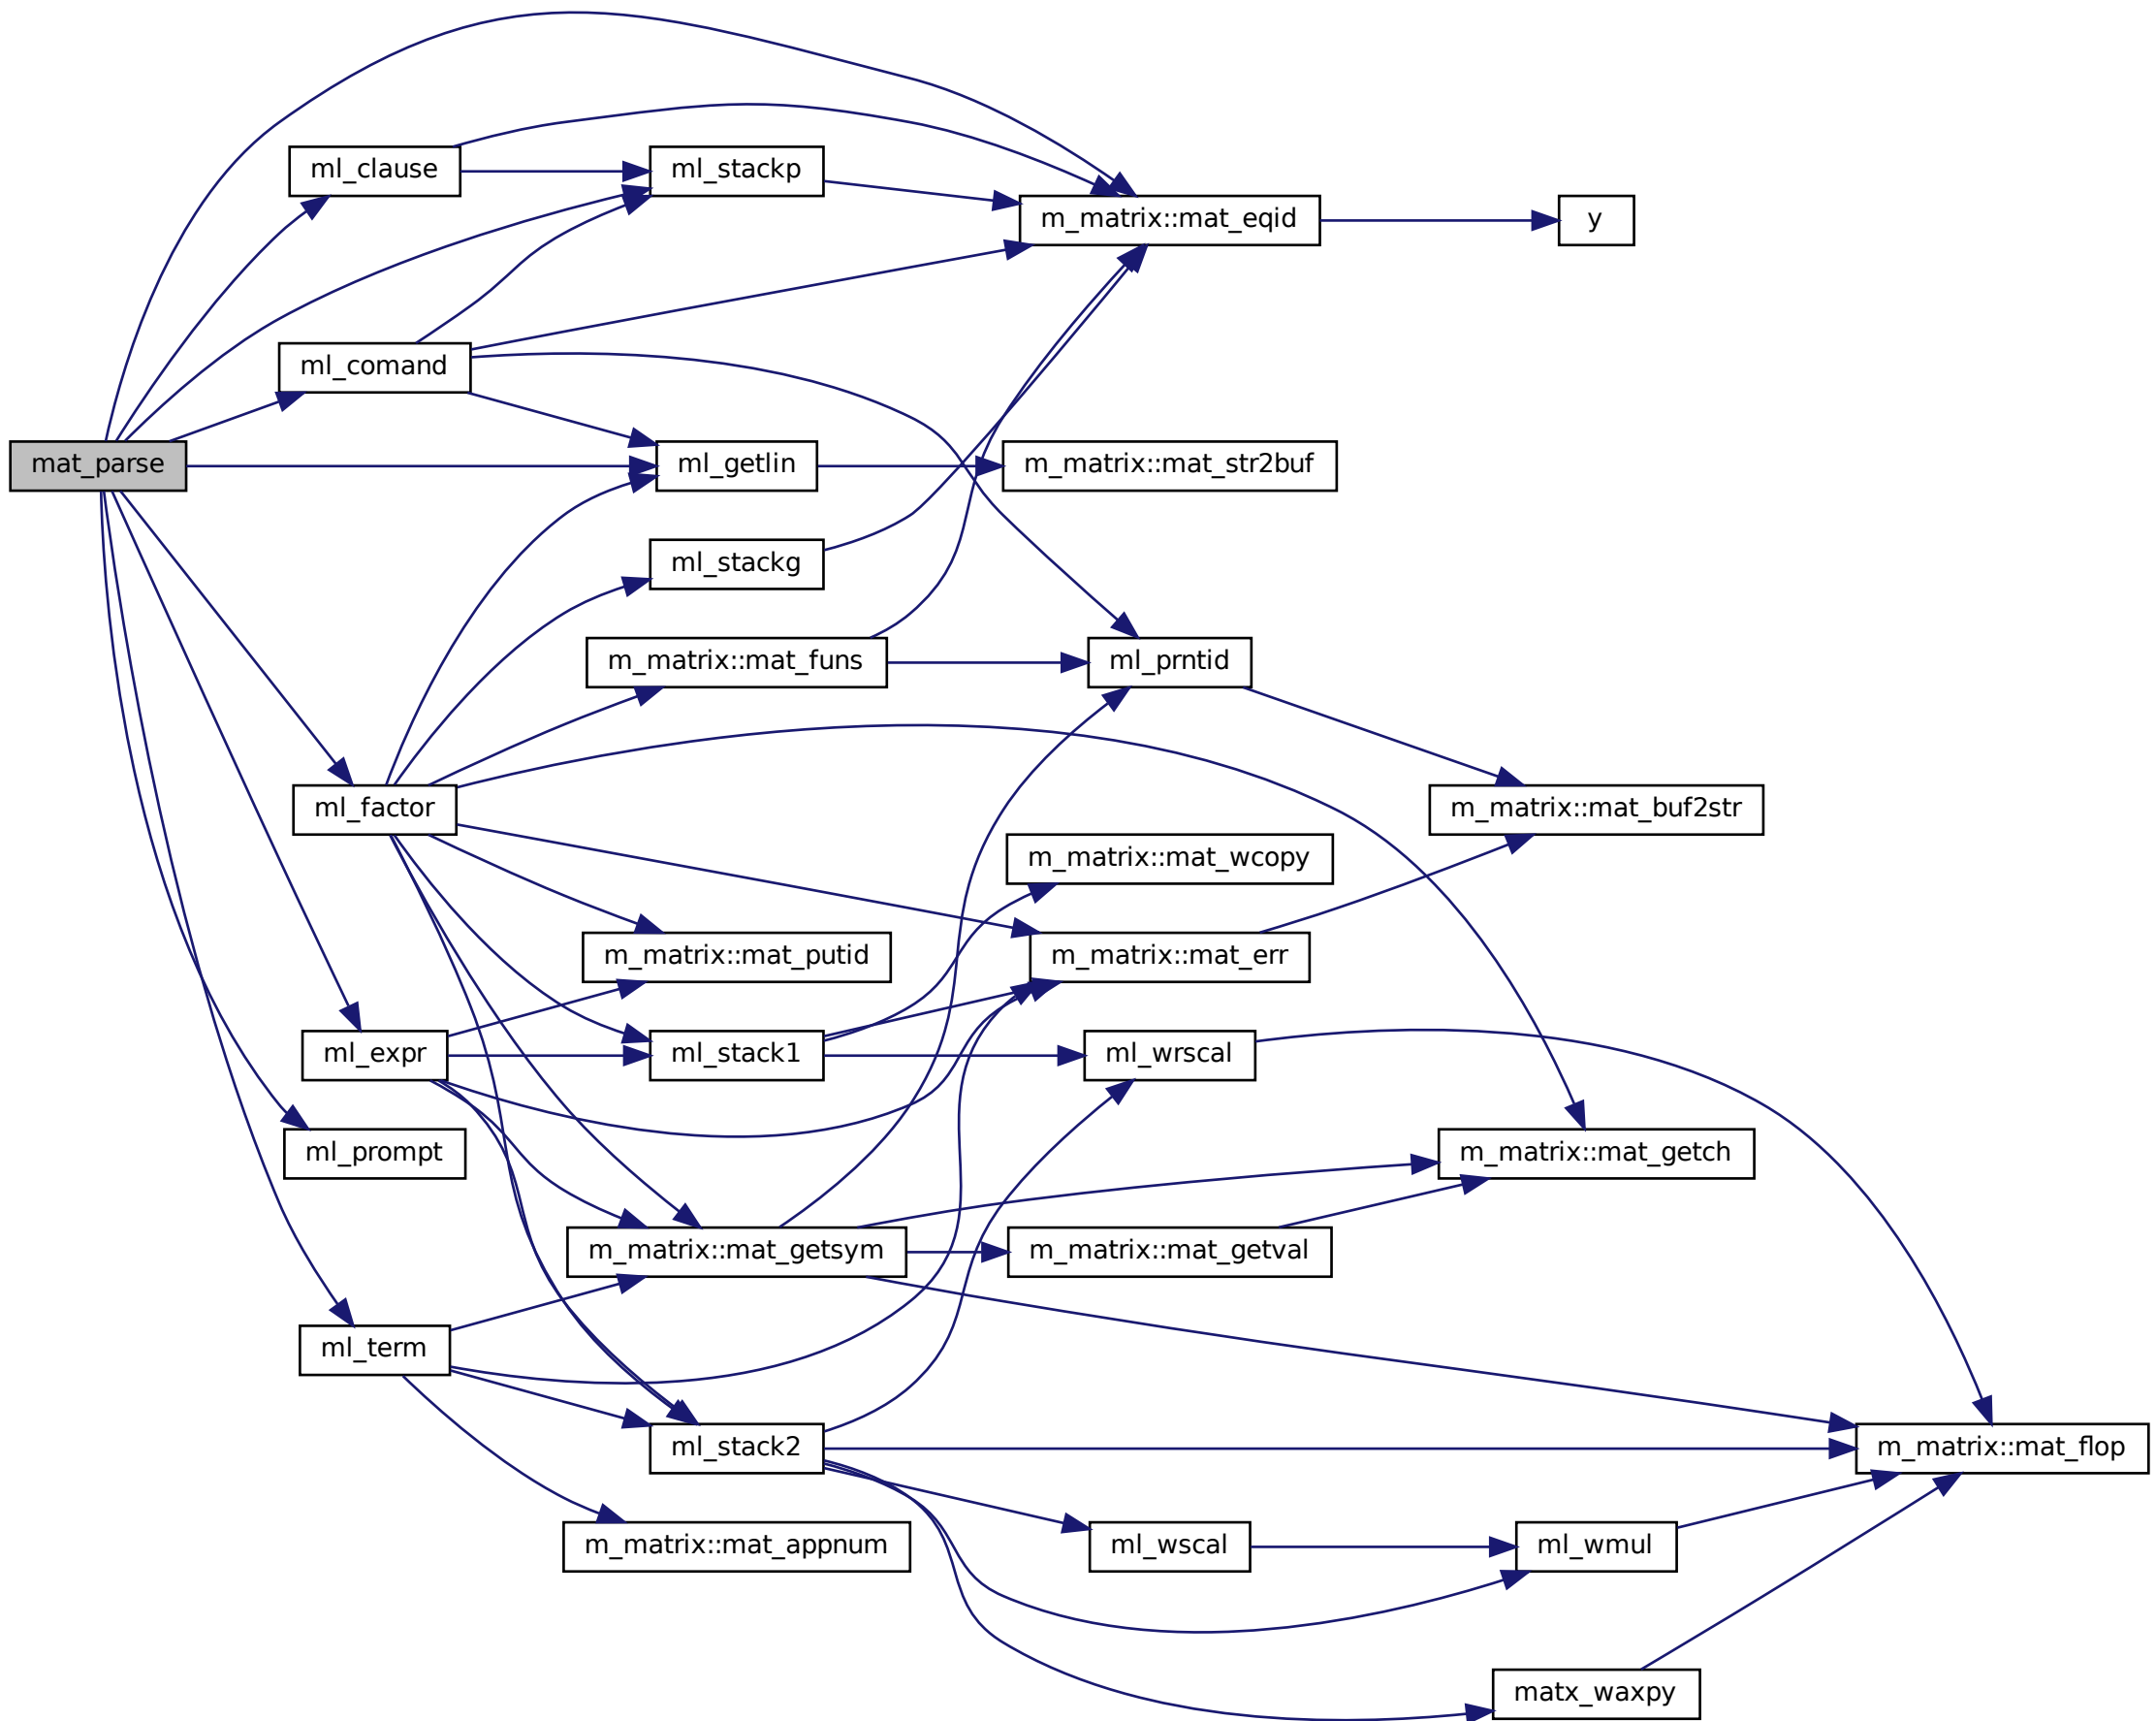 ml_clause
ml_stackp
m_matrix::mat_eqid
y
ml_comand
mat_parse
ml_getlin
m_matrix::mat_str2buf
ml_stackg
m_matrix::mat_funs
ml_prntid
ml_factor
m_matrix::mat_buf2str
m_matrix::mat_wcopy
m_matrix::mat_putid
m_matrix::mat_err
ml_expr
ml_stack1
ml_wrscal
ml_prompt
m_matrix::mat_getch
m_matrix::mat_getsym
m_matrix::mat_getval
ml_term
ml_stack2
m_matrix::mat_flop
m_matrix::mat_appnum
ml_wscal
ml_wmul
matx_waxpy